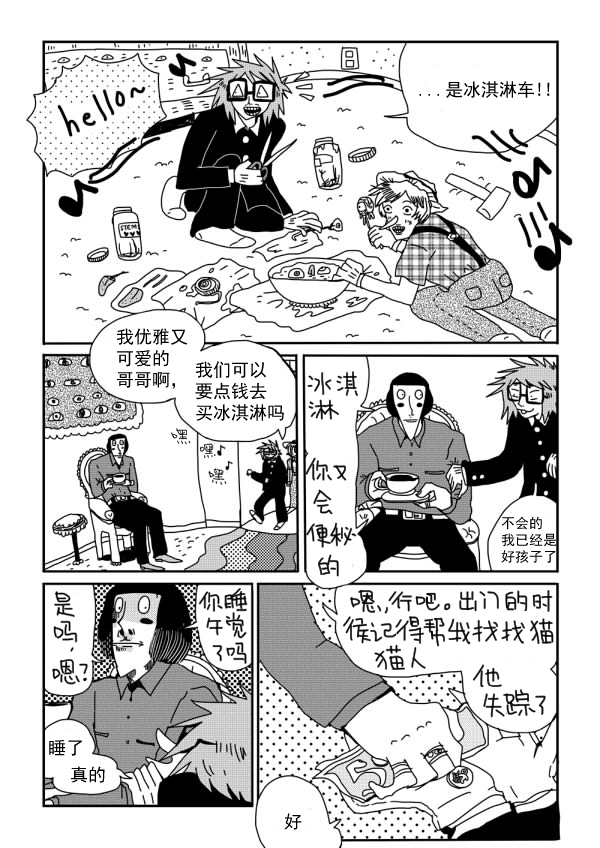 hello~
...是冰淇淋车!!
STEMS
我优雅又
可爱的
哥哥啊,
我们可以
要点钱去
买冰淇淋吗
嘿
嘿
冰淇
淋
你又
会
便秘
的
不会的
我已经是
好孩子了
你睡觉
午
了吗
是
吗,
嗯?
睡了
真的
嗯,,行吧。出门的时
侯记得帮我找找猫
猫人
他
失踪了
好